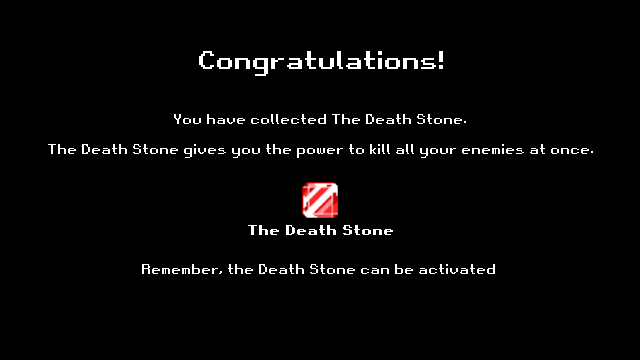 Congratulations!
You have collected The Death Stone.
The Death Stone gives you the power to kill all your enemies at once.
The Death Stone
Remember, the Death Stone can be activated